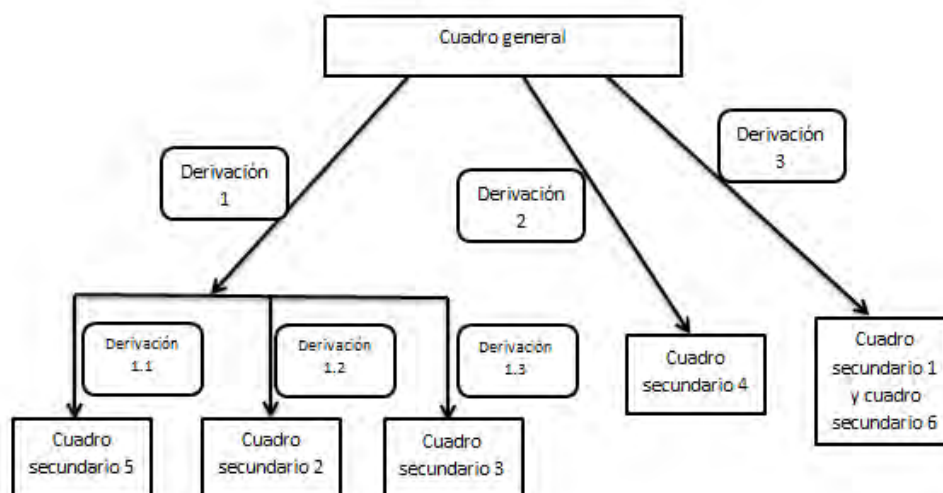 Cuadro general
Derivación
3
Derivación
1
Derivación
2
Derivación
1.1
Derivación
1.2
Derivación
1.3
Cuadro
secundario 4
Cuadro
secundario 1
y cuadro
secundario 6
Cuadro
secundario 5
Cuadro
secundario 2
Cuadro
secundario 3